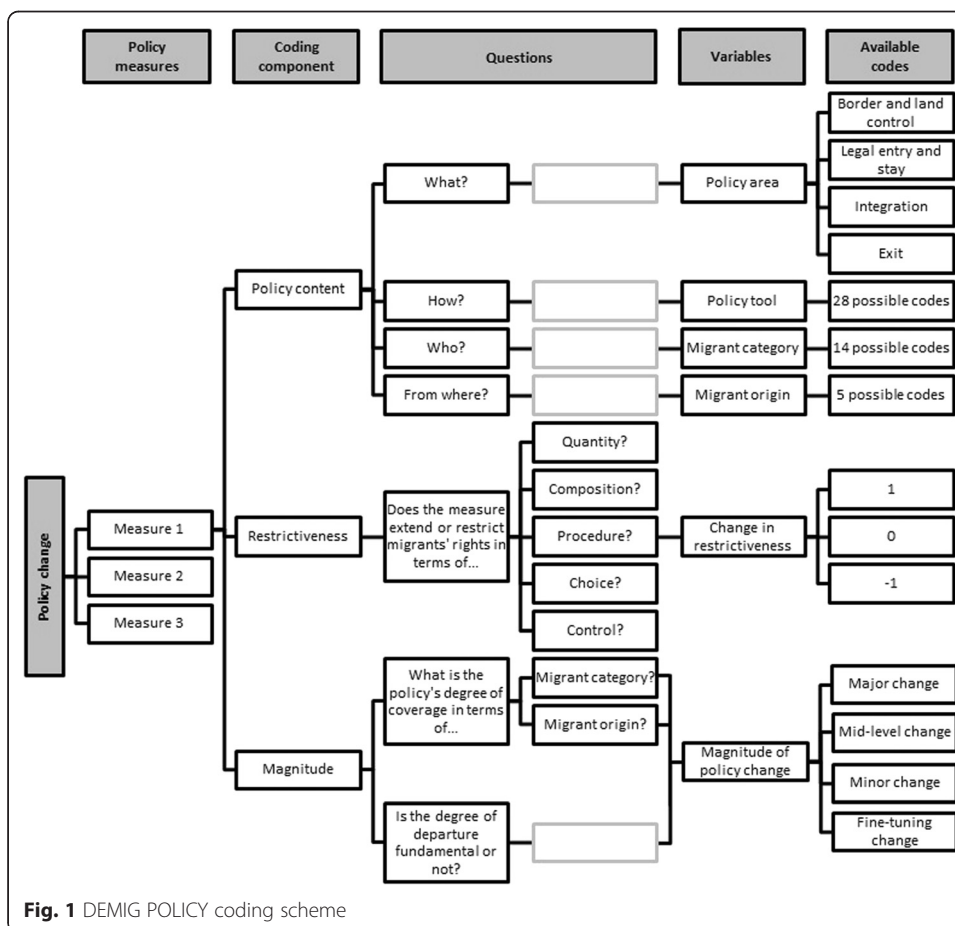 Policy
measures
Coding
component
Questions
Variables
Available
codes
Policy change
Measure 1
Measure 2
Measure 3
Policy content
What?
Policy area
Border and land
control
Legal entry and
stay
Integration
Exit
How?
Policy tool
28 possible codes
Who?
Migrant category
14 possible codes
From where?
Migrant origin
5 possible codes
Restrictiveness
Does the measure
extend or restrict
migrants' rights in
terms of...
Quantity?
Composition?
Procedure?
Choice?
Control?
Change in
restrictiveness
1
0
-1
Magnitude
What is the
policy's degree of
coverage in terms
of...
Migrant category?
Migrant origin?
Is the degree of
departure
fundamental or
not?
Magnitude of
policy change
Major change
Mid-level change
Minor change
Fine-tuning
change
Fig. 1 DEMIG POLICY coding scheme